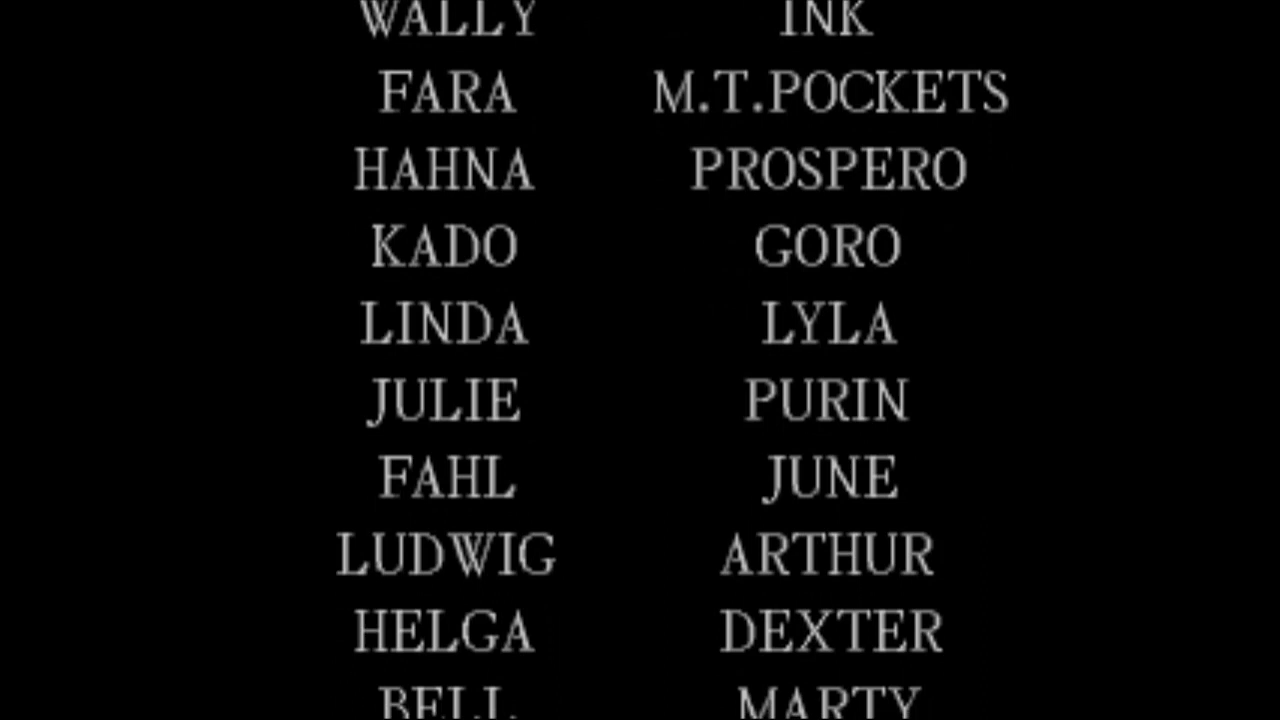 WALLY INK
FARA M.T.POCKETS
HAHNA PROSPERO
KADO GORO
LINDA LYLA
JULIE PURIN
FAHL JUNE
LUDWIG ARTHUR
HELGA DEXTER
BELL MARTY